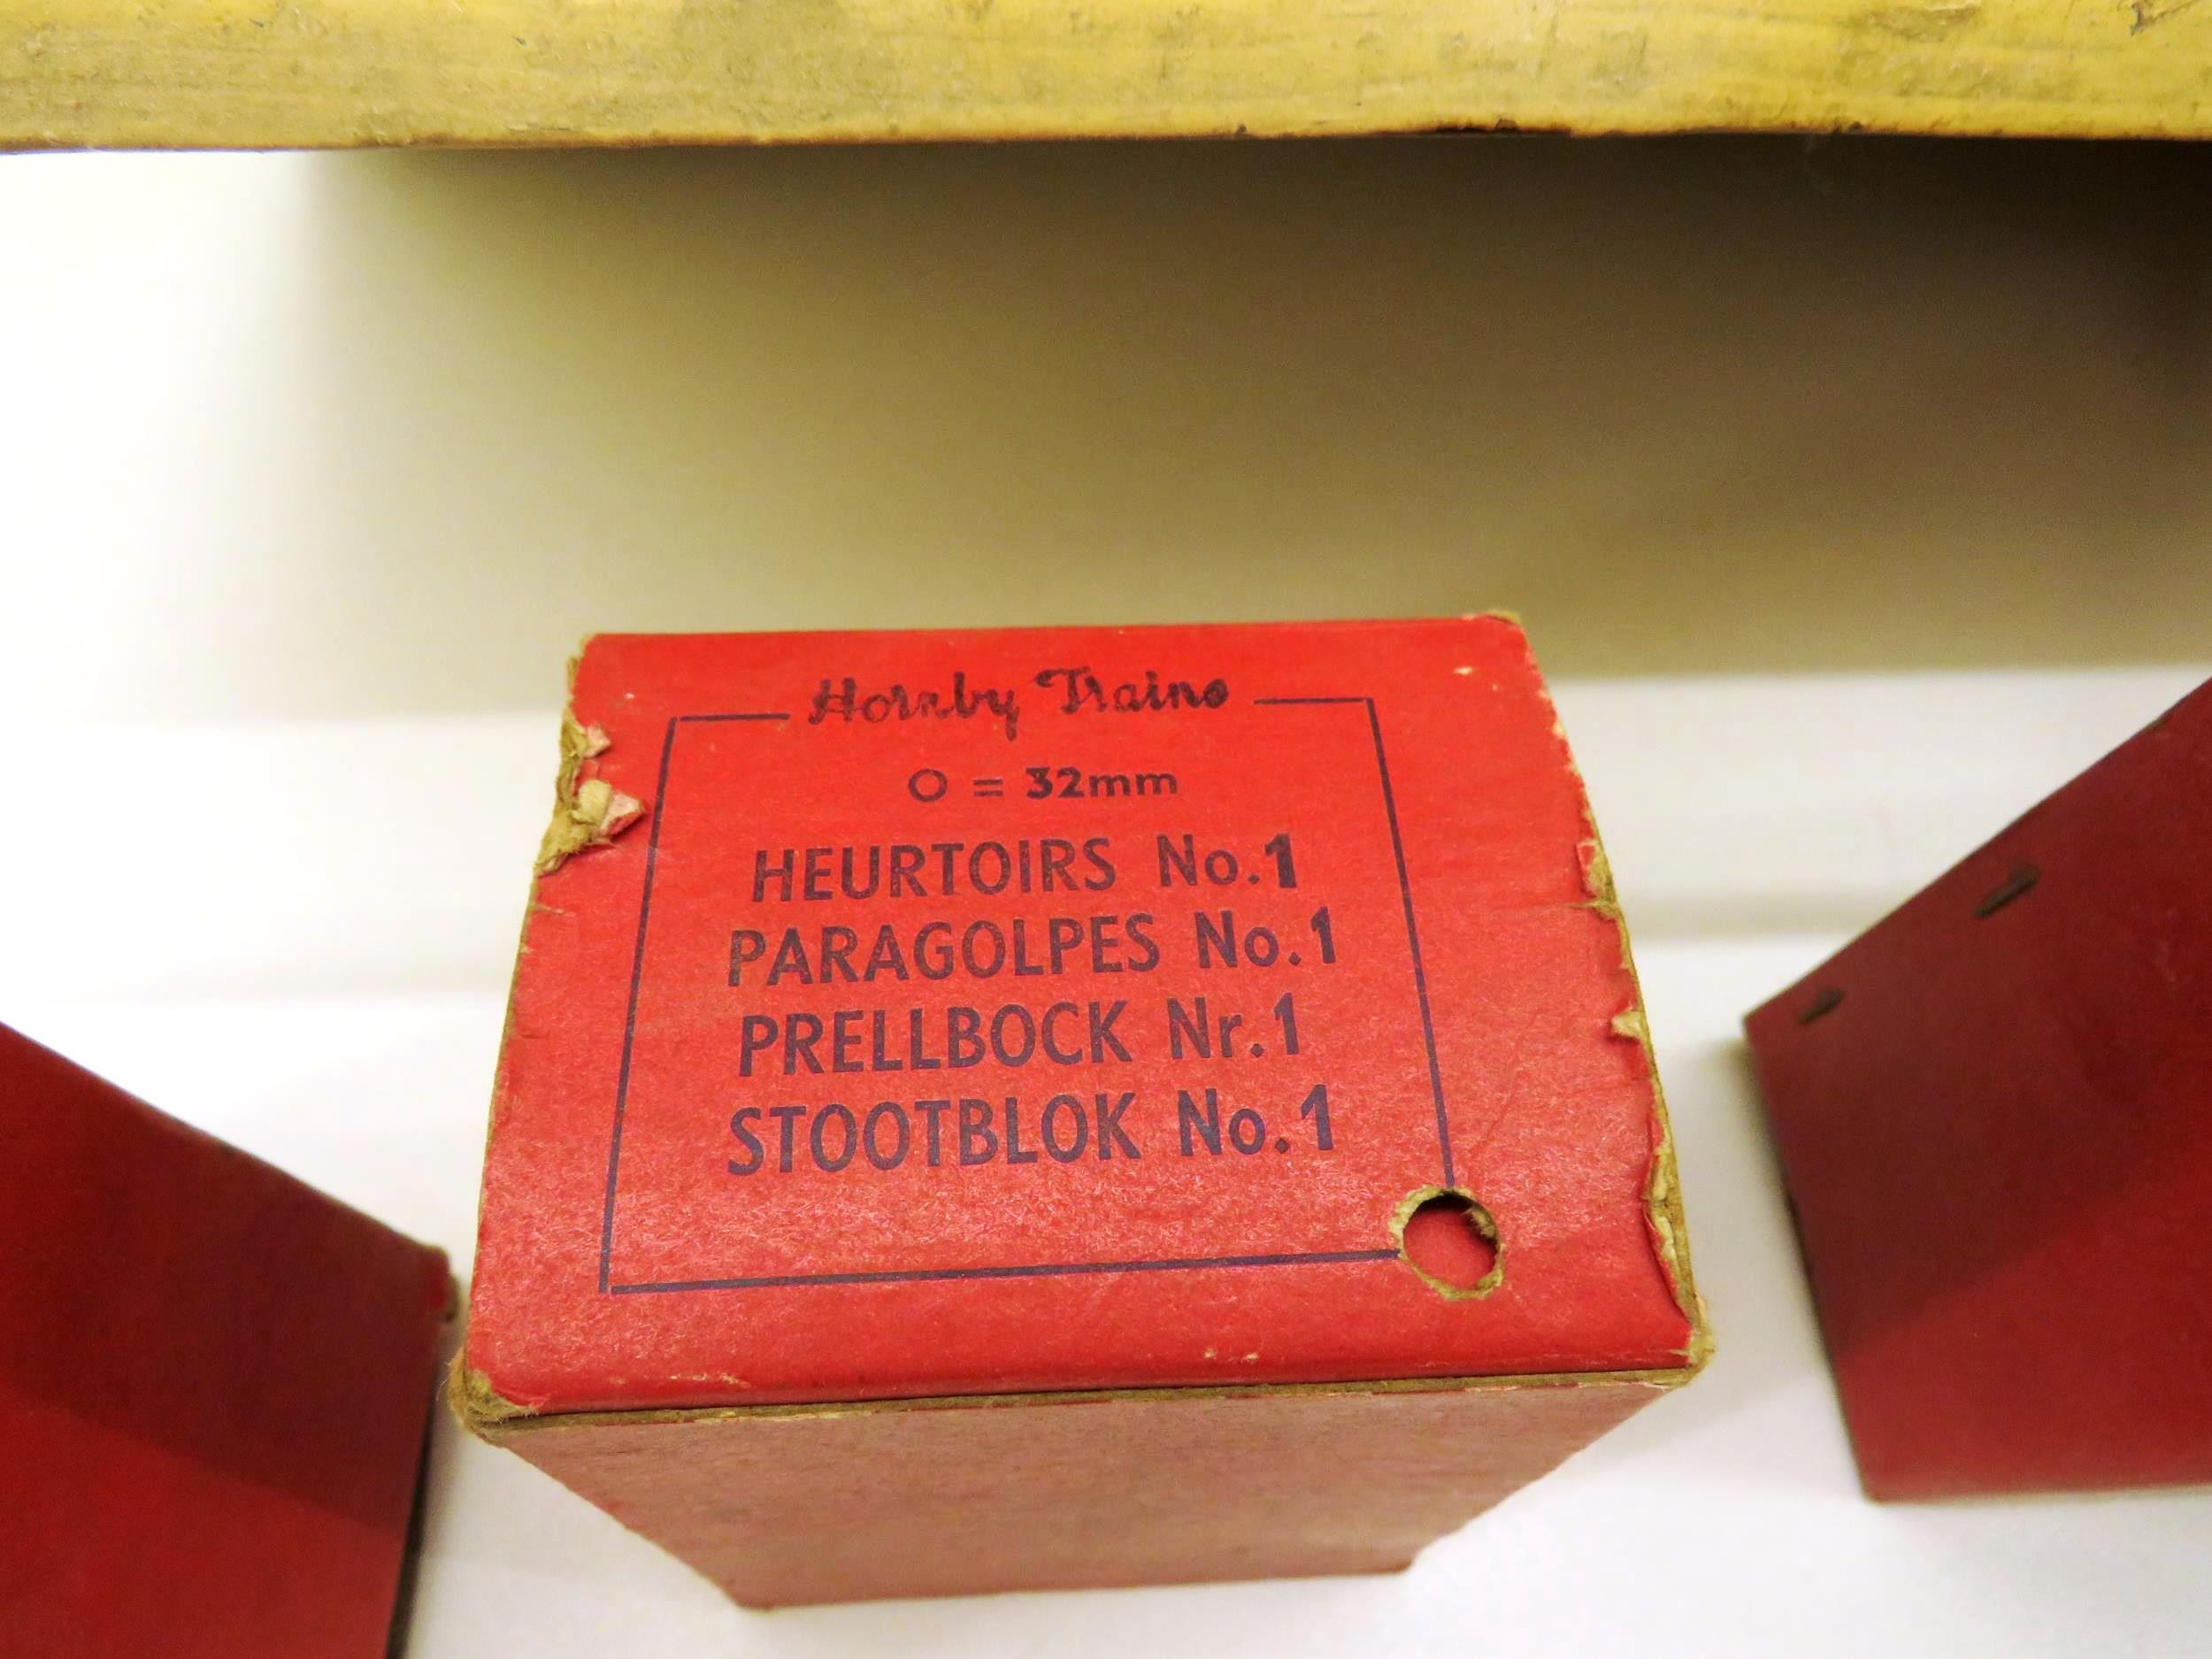 Hornby Trains
O = 32mm
HEURTOIRS No.1
PARAGOLPES No.1
PRELLBOCK Nr.1
STOOTBLOK No.1